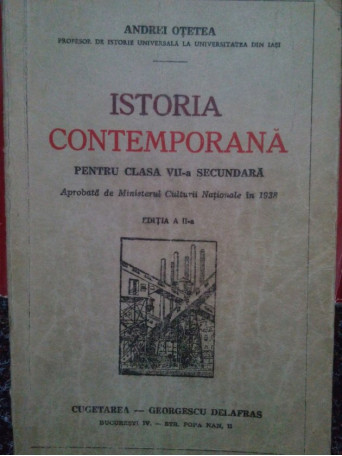 ANDREI OȚETEA
PROFESOR DE ISTORIE UNIVERSALĂ LA UNIVERSITATEA DIN IAȘI
ISTORIA
CONTEMPORANĂ
PENTRU CLASA VII-a SECUNDARĂ
Aprobată de Ministerul Culturii Naționale în 1938
EDIȚIA A II-a
CUGETAREA — GEORGESCU DELAFRAS
BUCUREȘTI IV. — STR. POPA NAN, 21